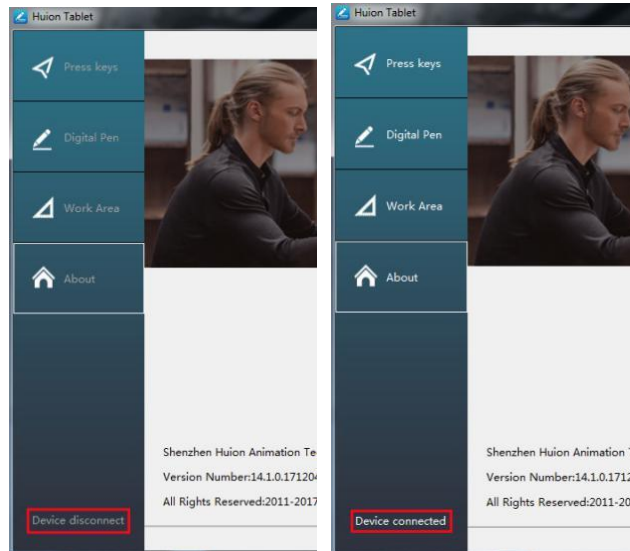 Huion Tablet
Press keys
Digital Pen
Work Area
About
Shenzhen Huion Animation Te
Version Number:14.1.0.171204
All Rights Reserved:2011-2017
Device disconnect
Huion Tablet
Press keys
Digital Pen
Work Area
About
Shenzhen Huion Animation
Version Number:14.1.0.1712
All Rights Reserved:2011-20
Device connected